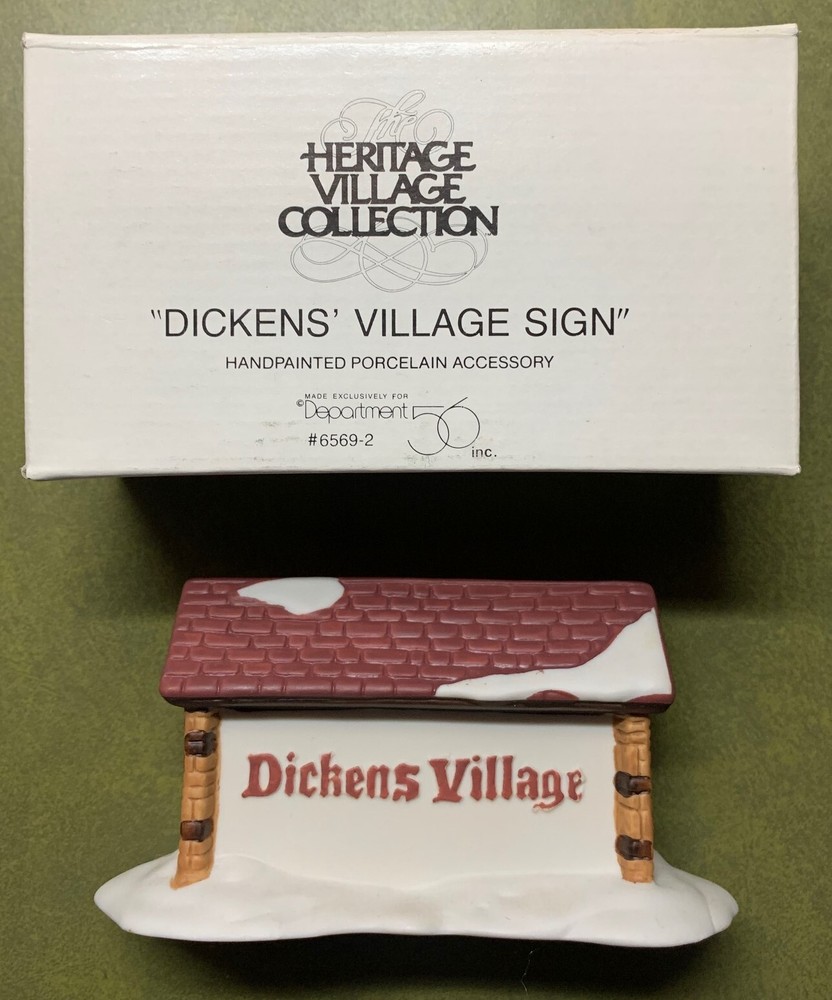 The
HERITAGE
VILLAGE
COLLECTION
"DICKENS' VILLAGE SIGN"
HANDPAINTED PORCELAIN ACCESSORY
MADE EXCLUSIVELY FOR
©Department 56
#6569-2 inc.
Dickens Village